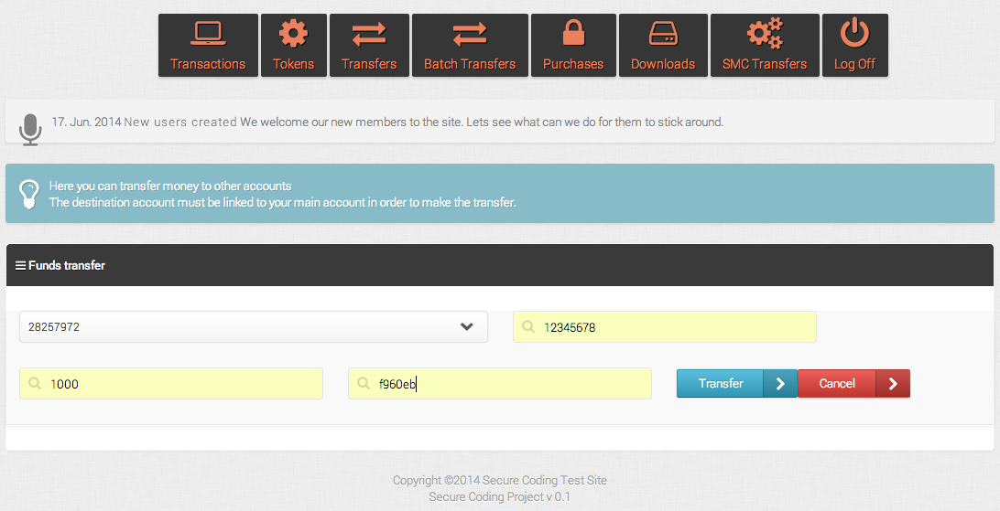 Transactions Tokens Transfers Batch Transfers Purchases Downloads SMC Transfers Log Off
17. Jun. 2014 New users created We welcome our new members to the site. Lets see what can we do for them to stick around.
Here you can transfer money to other accounts
The destination account must be linked to your main account in order to make the transfer.
Funds transfer
28257972 12345678
1000 f960eb Transfer Cancel
Copyright ©2014 Secure Coding Test Site
Secure Coding Project v 0.1